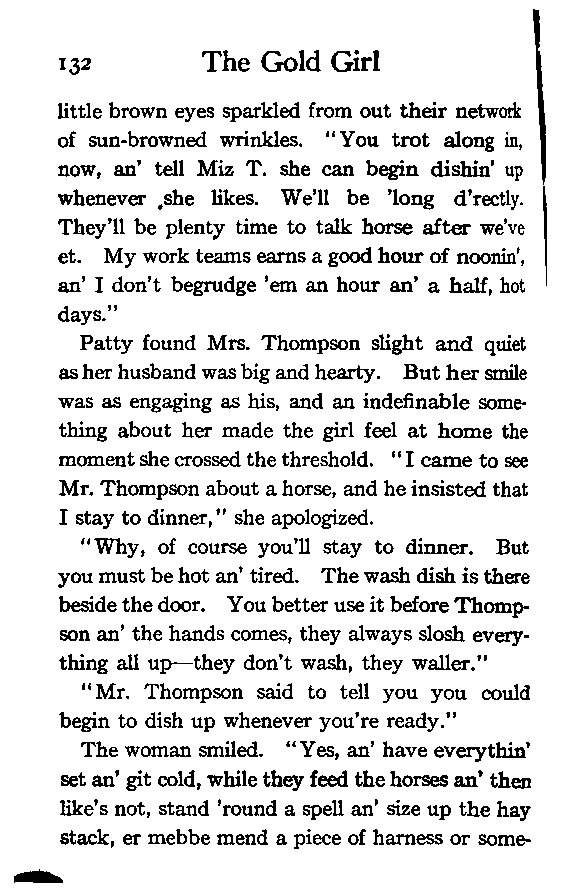 132 The Gold Girl
little brown eyes sparkled from out their network
of sun-browned wrinkles. "You trot along in,
now, an' tell Miz T. she can begin dishin' up
whenever she likes. We'll be 'long d'rectly.
They'll be plenty time to talk horse after we've
et. My work teams earns a good hour of noonin',
an' I don't begrudge 'em an hour an' a half, hot
days."
Patty found Mrs. Thompson slight and quiet
as her husband was big and hearty. But her smile
was as engaging as his, and an indefinable some-
thing about her made the girl feel at home the
moment she crossed the threshold. "I came to see
Mr. Thompson about a horse, and he insisted that
I stay to dinner," she apologized.
"Why, of course you'll stay to dinner. But
you must be hot an' tired. The wash dish is there
beside the door. You better use it before Thomp-
son an' the hands comes, they always slosh every-
thing all up—they don't wash, they waller."
"Mr. Thompson said to tell you you could
begin to dish up whenever you're ready."
The woman smiled. "Yes, an' have everythin'
set an' git cold, while they feed the horses an' then
like's not, stand 'round a spell an' size up the hay
stack, er mebbe mend a piece of harness or some-